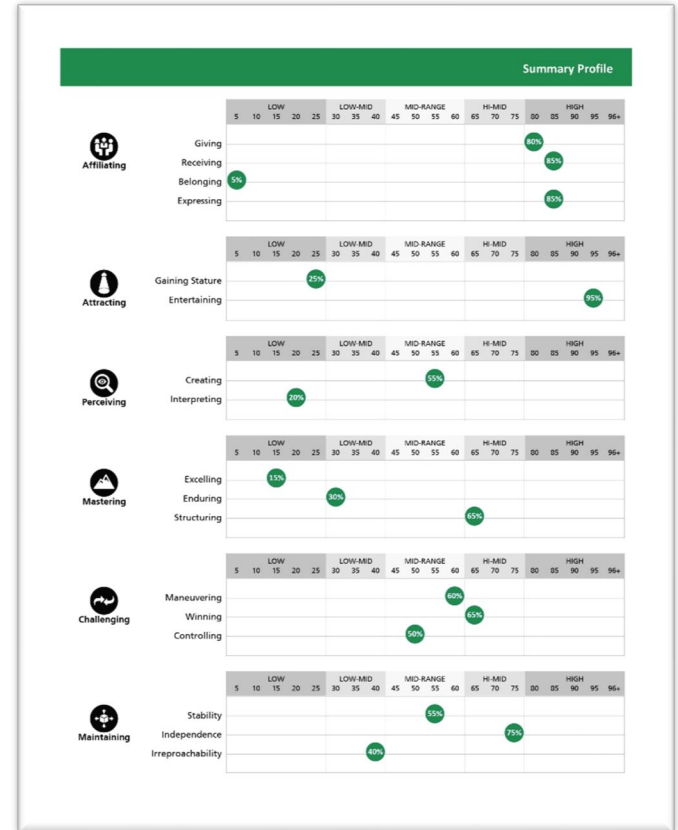 Summary Profile
LOW LOW-MID MID-RANGE HI-MID HIGH
5 10 15 20 25 30 35 40 45 50 55 60 65 70 75 80 85 90 95 96+
Affiliating
Giving 80%
Receiving 85%
Belonging 5%
Expressing 85%
LOW LOW-MID MID-RANGE HI-MID HIGH
5 10 15 20 25 30 35 40 45 50 55 60 65 70 75 80 85 90 95 96+
Attracting
Gaining Stature 25%
Entertaining 95%
LOW LOW-MID MID-RANGE HI-MID HIGH
5 10 15 20 25 30 35 40 45 50 55 60 65 70 75 80 85 90 95 96+
Perceiving
Creating 55%
Interpreting 20%
LOW LOW-MID MID-RANGE HI-MID HIGH
5 10 15 20 25 30 35 40 45 50 55 60 65 70 75 80 85 90 95 96+
Mastering
Excelling 15%
Enduring 30%
Structuring 65%
LOW LOW-MID MID-RANGE HI-MID HIGH
5 10 15 20 25 30 35 40 45 50 55 60 65 70 75 80 85 90 95 96+
Challenging
Maneuvering 60%
Winning 65%
Controlling 50%
LOW LOW-MID MID-RANGE HI-MID HIGH
5 10 15 20 25 30 35 40 45 50 55 60 65 70 75 80 85 90 95 96+
Maintaining
Stability 55%
Independence 75%
Irreproachability 40%